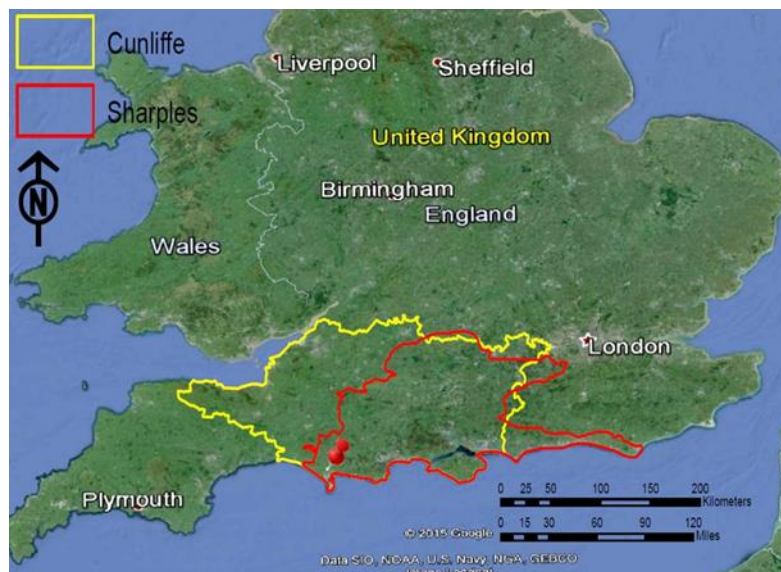 Cunliffe
Sharples
N
Liverpool
Sheffield
United Kingdom
Birmingham
England
Wales
London
Plymouth
0 25 50 100 150 200
Kilometers
0 15 30 60 90 120
Miles
© 2015 Google
Data SIO, NOAA, U.S. Navy, NGA, GEBCO